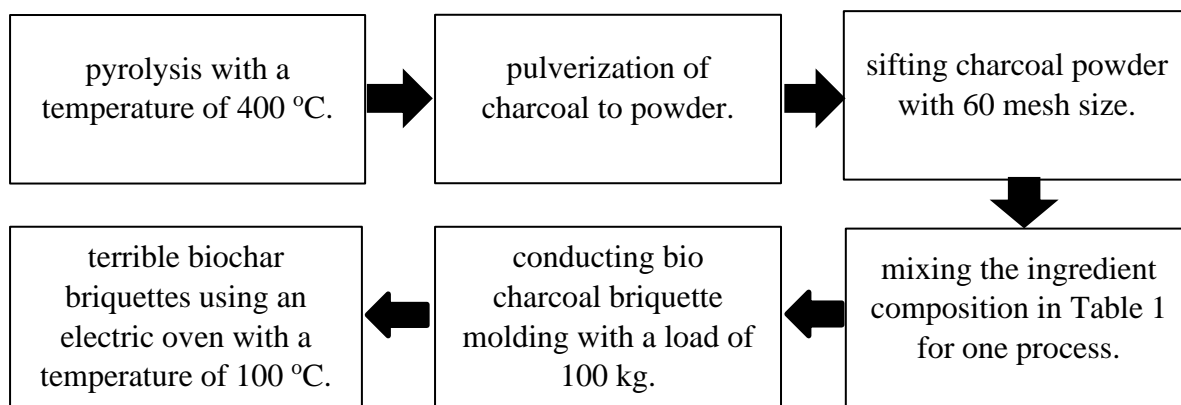 pyrolysis with a
temperature of 400 °C.
pulverization of
charcoal to powder.
sifting charcoal powder
with 60 mesh size.
mixing the ingredient
composition in Table 1
for one process.
conducting bio
charcoal briquette
molding with a load of
100 kg.
terrible biochar
briquettes using an
electric oven with a
temperature of 100 °C.